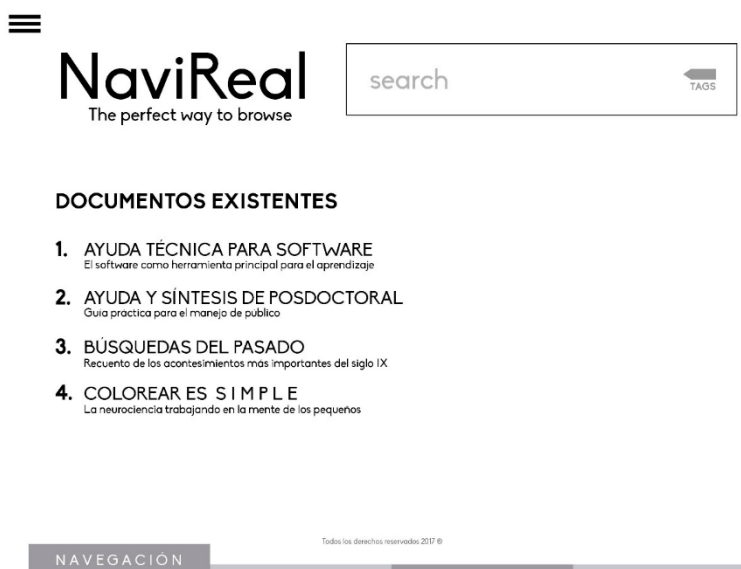 NaviReal
The perfect way to browse
search
TAGS
DOCUMENTOS EXISTENTES
1. AYUDA TÉCNICA PARA SOFTWARE
El software como herramienta principal para el aprendizaje
2. AYUDA Y SÍNTESIS DE POSDOCTORAL
Guía práctica para el manejo de público
3. BÚSQUEDAS DEL PASADO
Recuento de los acontesimientos más importantes del siglo IX
4. COLOREAR ES S I M P L E
La neurociencia trabajando en la mente de los pequeños
Todos los derechos reservados 2017 ®
NAVEGACIÓN